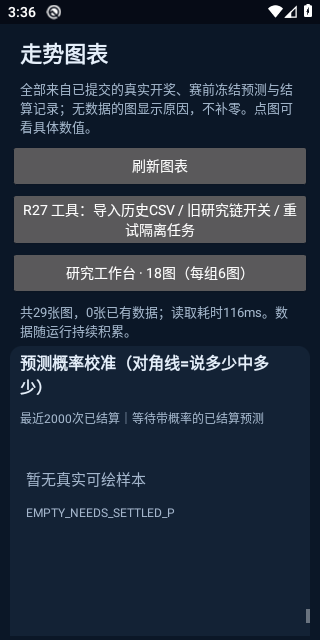 3:36
走势图表
全部来自已提交的真实开奖、赛前冻结预测与结
算记录；无数据的图显示原因，不补零。点图可
看具体数值。
刷新图表
R27 工具：导入历史CSV / 旧研究链开关 / 重
试隔离任务
研究工作台 · 18图（每组6图）
共29张图，0张已有数据；读取耗时116ms。数
据随运行持续积累。
预测概率校准（对角线=说多少中多
少）
最近2000次已结算｜等待带概率的已结算预测
暂无真实可绘样本
EMPTY_NEEDS_SETTLED_P